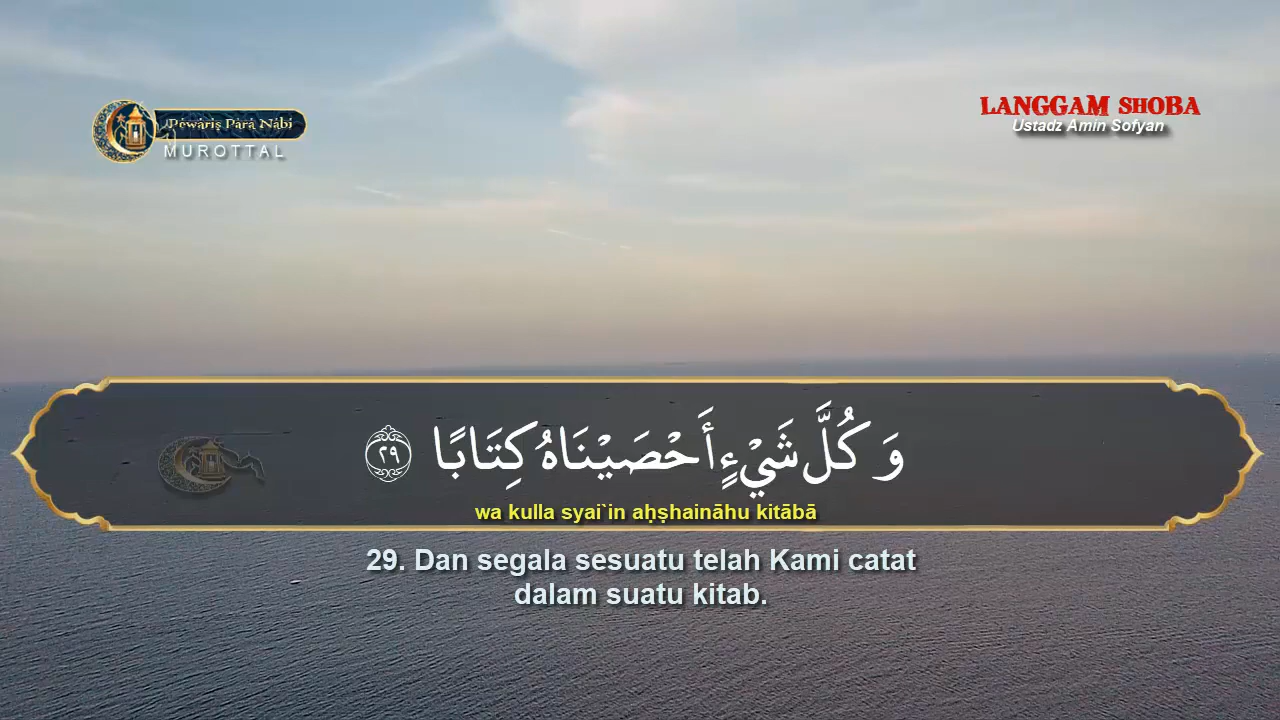 Pewaris Para Nabi
MUROTTAL
LANGGAM SHOBA
Ustadz Amin Sofyan
وَكُلَّ شَيْءٍ أَحْصَيْنَاهُ كِتَابًا ٢٩
wa kulla syai`in aḥṣhaināhu kitābā
29. Dan segala sesuatu telah Kami catat
dalam suatu kitab.